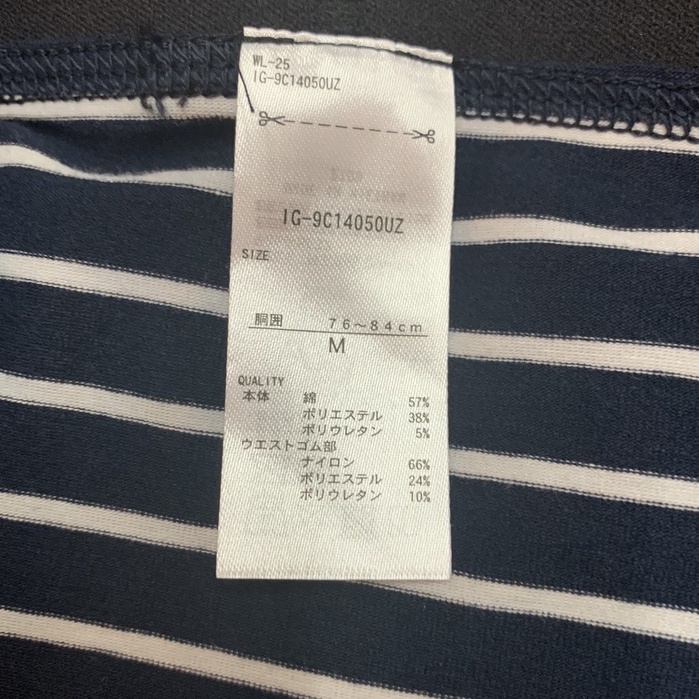 WL-25
IG-9C14050UZ
IG-9C14050UZ
SIZE
胴囲 76～84cm
M
QUALITY
本体 綿 57%
ポリエステル 38%
ポリウレタン 5%
ウエストゴム部
ナイロン 66%
ポリエステル 24%
ポリウレタン 10%